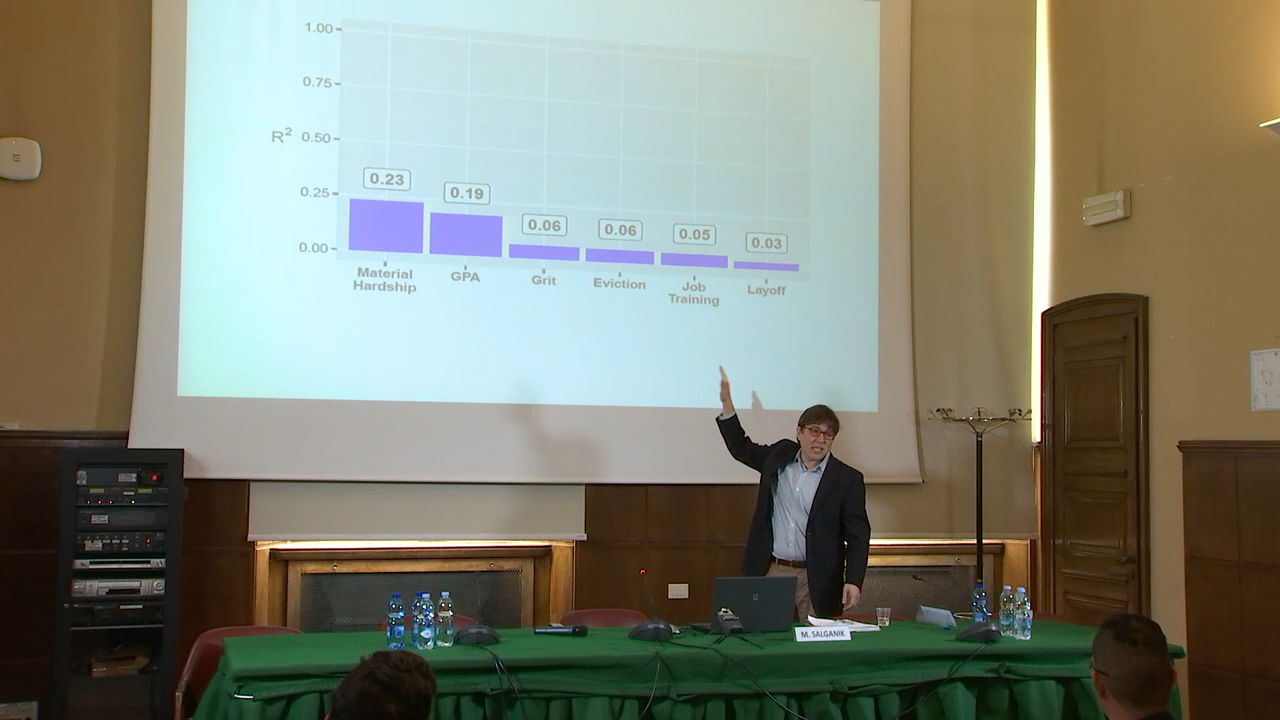 1.00
0.75
R² 0.50
0.25
0.00
0.23
0.19
0.06
0.06
0.05
0.03
Material
Hardship
GPA
Grit
Eviction
Job
Training
Layoff
M. SALGANIK